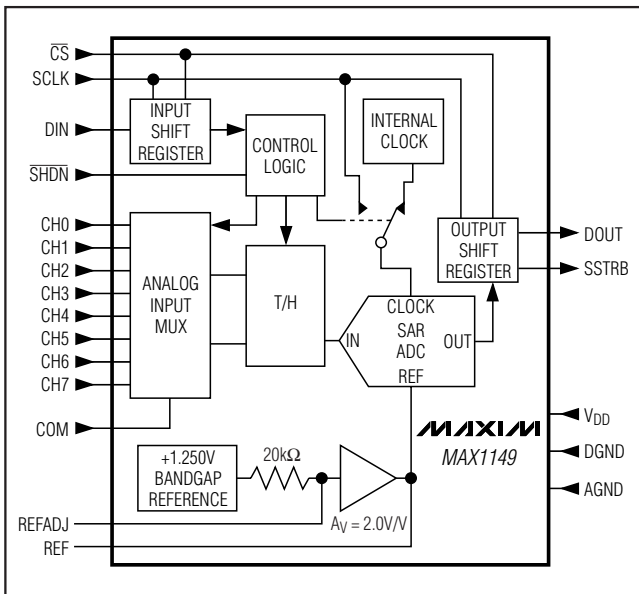 CS
SCLK
DIN
SHDN
CH0
CH1
CH2
CH3
CH4
CH5
CH6
CH7
COM
REFADJ
REF
INPUT
SHIFT
REGISTER
CONTROL
LOGIC
INTERNAL
CLOCK
ANALOG
INPUT
MUX
T/H
CLOCK
IN
SAR
ADC
OUT
REF
OUTPUT
SHIFT
REGISTER
DOUT
SSTRB
+1.250V
BANDGAP
REFERENCE
20kΩ
AV = 2.0V/V
MAXIM
MAX1149
VDD
DGND
AGND